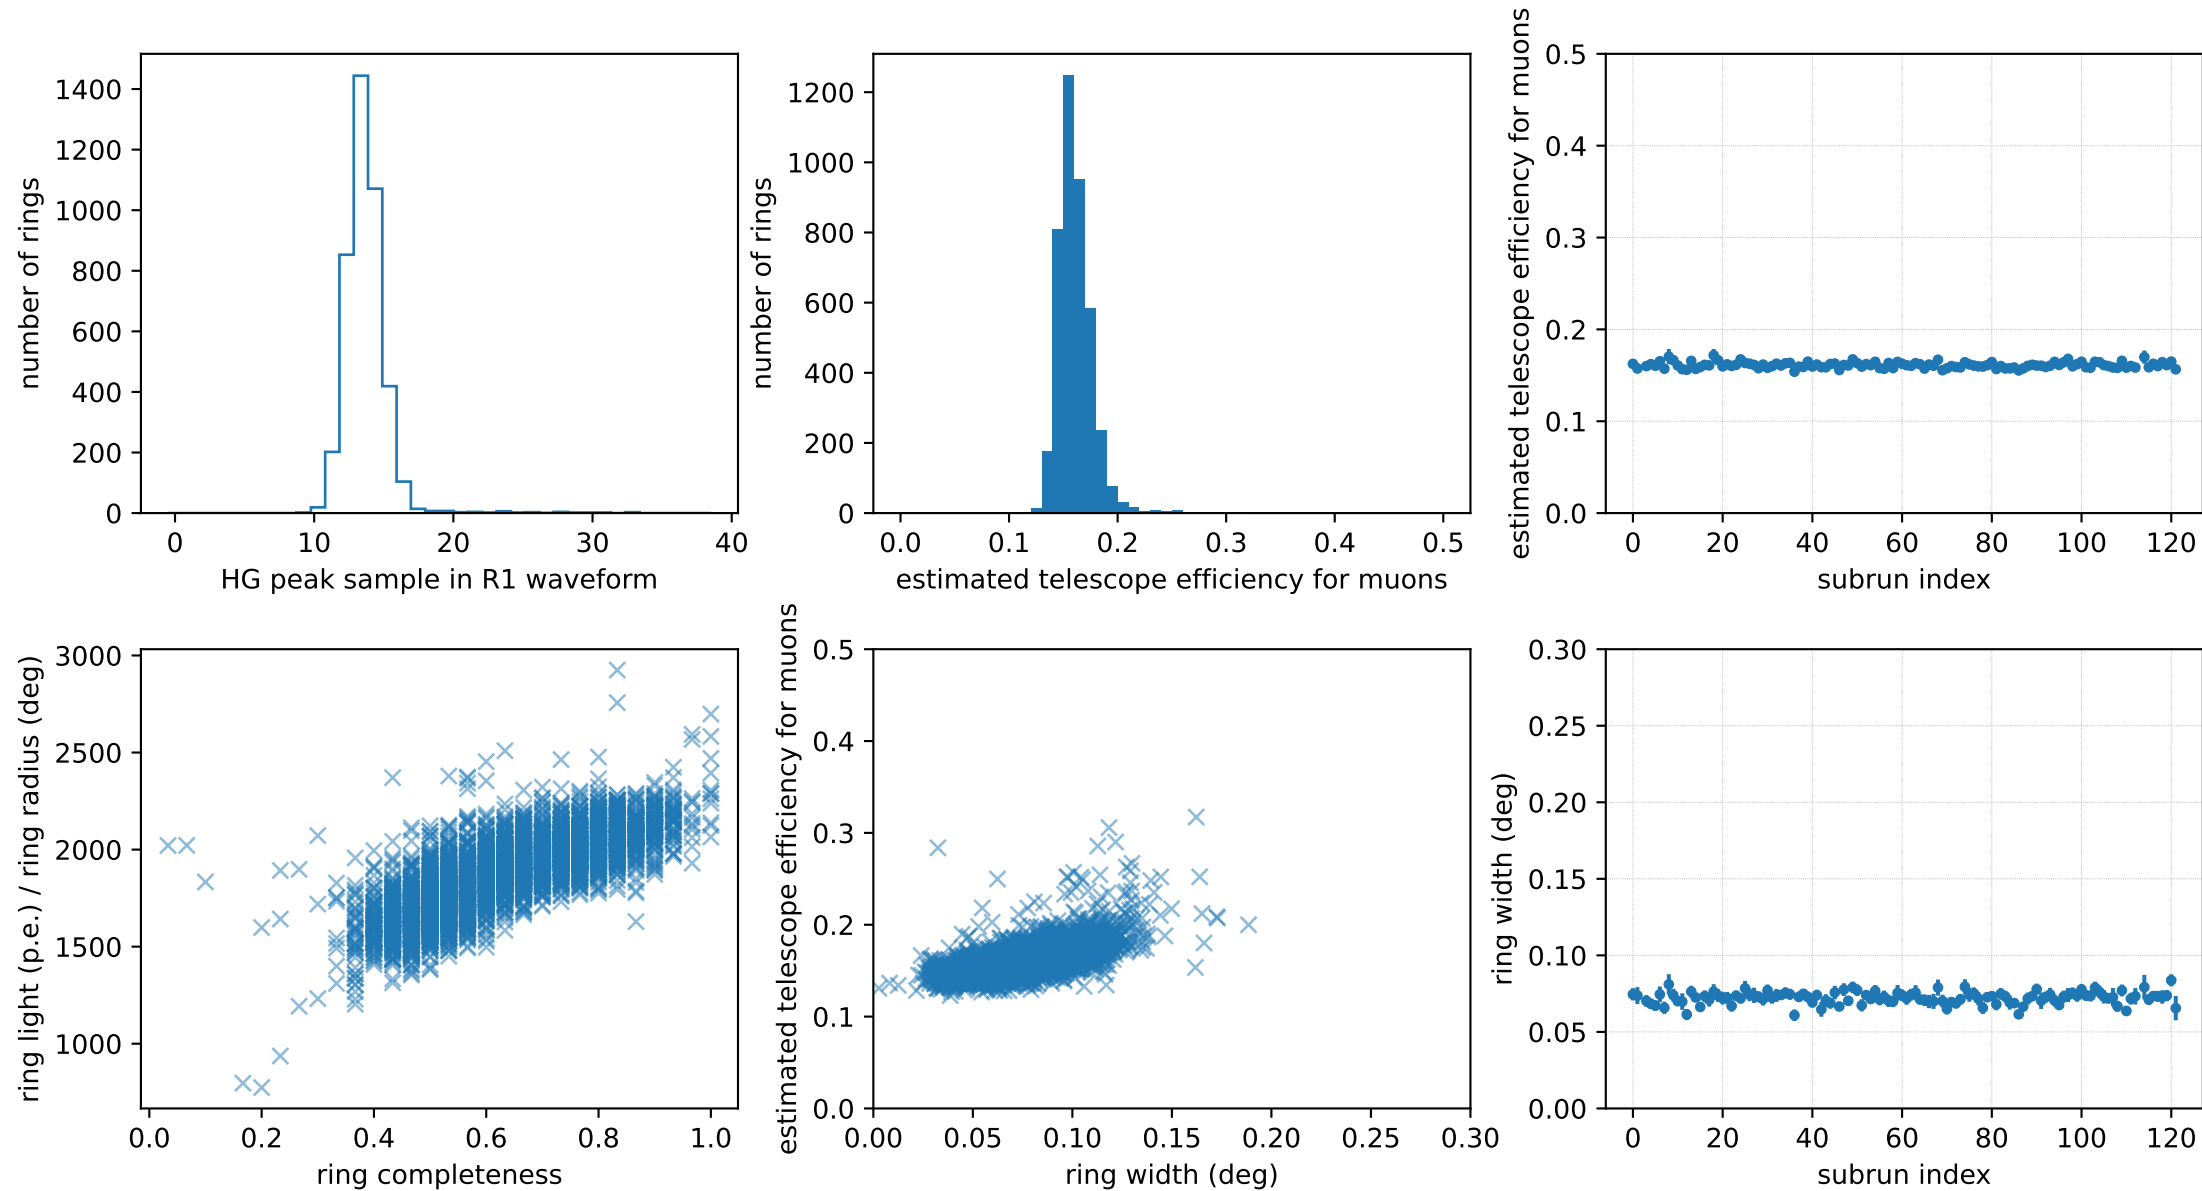 number of rings
1400
1200
1000
800
600
400
200
0
0 10 20 30 40
HG peak sample in R1 waveform
number of rings
1200
1000
800
600
400
200
0
0.0 0.1 0.2 0.3 0.4 0.5
estimated telescope efficiency for muons
estimated telescope efficiency for muons
0.5
0.4
0.3
0.2
0.1
0.0
0 20 40 60 80 100 120
subrun index
ring light (p.e.) / ring radius (deg)
3000
2500
2000
1500
1000
0.0 0.2 0.4 0.6 0.8 1.0
ring completeness
estimated telescope efficiency for muons
0.5
0.4
0.3
0.2
0.1
0.0
0.00 0.05 0.10 0.15 0.20 0.25 0.30
ring width (deg)
ring width (deg)
0.30
0.25
0.20
0.15
0.10
0.05
0.00
0 20 40 60 80 100 120
subrun index